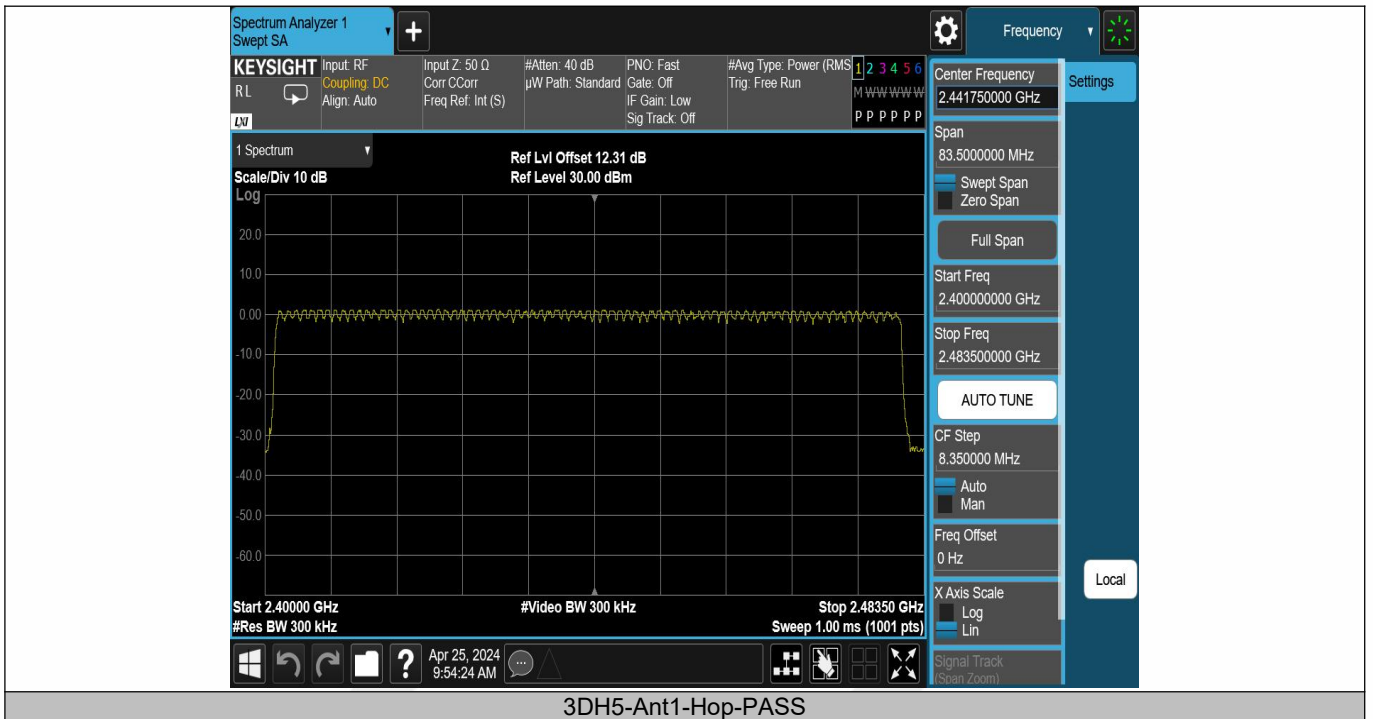 Spectrum Analyzer 1
Swept SA
+
Frequency
KEYSIGHT
RL
LXI
Input: RF
Coupling: DC
Align: Auto
Input Z: 50 Ω
Corr CCorr
Freq Ref: Int (S)
#Atten: 40 dB
µW Path: Standard
PNO: Fast
Gate: Off
IF Gain: Low
Sig Track: Off
#Avg Type: Power (RMS
Trig: Free Run
1 2 3 4 5 6
M W W W W W
P P P P P P
1 Spectrum
Scale/Div 10 dB
Ref Lvl Offset 12.31 dB
Ref Level 30.00 dBm
Log
20.0
10.0
0.00
-10.0
-20.0
-30.0
-40.0
-50.0
-60.0
Start 2.40000 GHz
#Res BW 300 kHz
#Video BW 300 kHz
Stop 2.48350 GHz
Sweep 1.00 ms (1001 pts)
Center Frequency
2.441750000 GHz
Settings
Span
83.5000000 MHz
Swept Span
Zero Span
Full Span
Start Freq
2.400000000 GHz
Stop Freq
2.483500000 GHz
AUTO TUNE
CF Step
8.350000 MHz
Auto
Man
Freq Offset
0 Hz
X Axis Scale
Log
Lin
Signal Track
(Span Zoom)
Local
?
Apr 25, 2024
9:54:24 AM
3DH5-Ant1-Hop-PASS